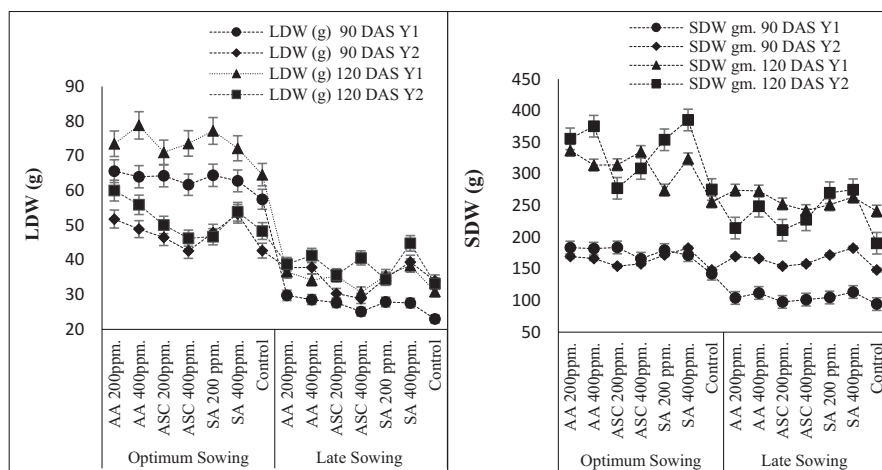 LDW (g) 90 DAS Y1
LDW (g) 90 DAS Y2
LDW (g) 120 DAS Y1
LDW (g) 120 DAS Y2
90
80
70
60
50
40
30
20
LDW (g)
AA 200ppm.
AA 400ppm.
ASC 200ppm.
ASC 400ppm.
SA 200 ppm.
SA 400ppm.
Control
AA 200ppm.
AA 400ppm.
ASC 200ppm.
ASC 400ppm.
SA 200 ppm.
SA 400ppm.
Control
Optimum Sowing
Late Sowing
SDW gm. 90 DAS Y1
SDW gm. 90 DAS Y2
SDW gm. 120 DAS Y1
SDW gm. 120 DAS Y2
450
400
350
300
250
200
150
100
50
SDW (g)
AA 200ppm.
AA 400ppm.
ASC 200ppm.
ASC 400ppm.
SA 200 ppm.
SA 400ppm.
Control
AA 200ppm.
AA 400ppm.
ASC 200ppm.
ASC 400ppm.
SA 200 ppm.
SA 400ppm.
Control
Optimum Sowing
Late Sowing